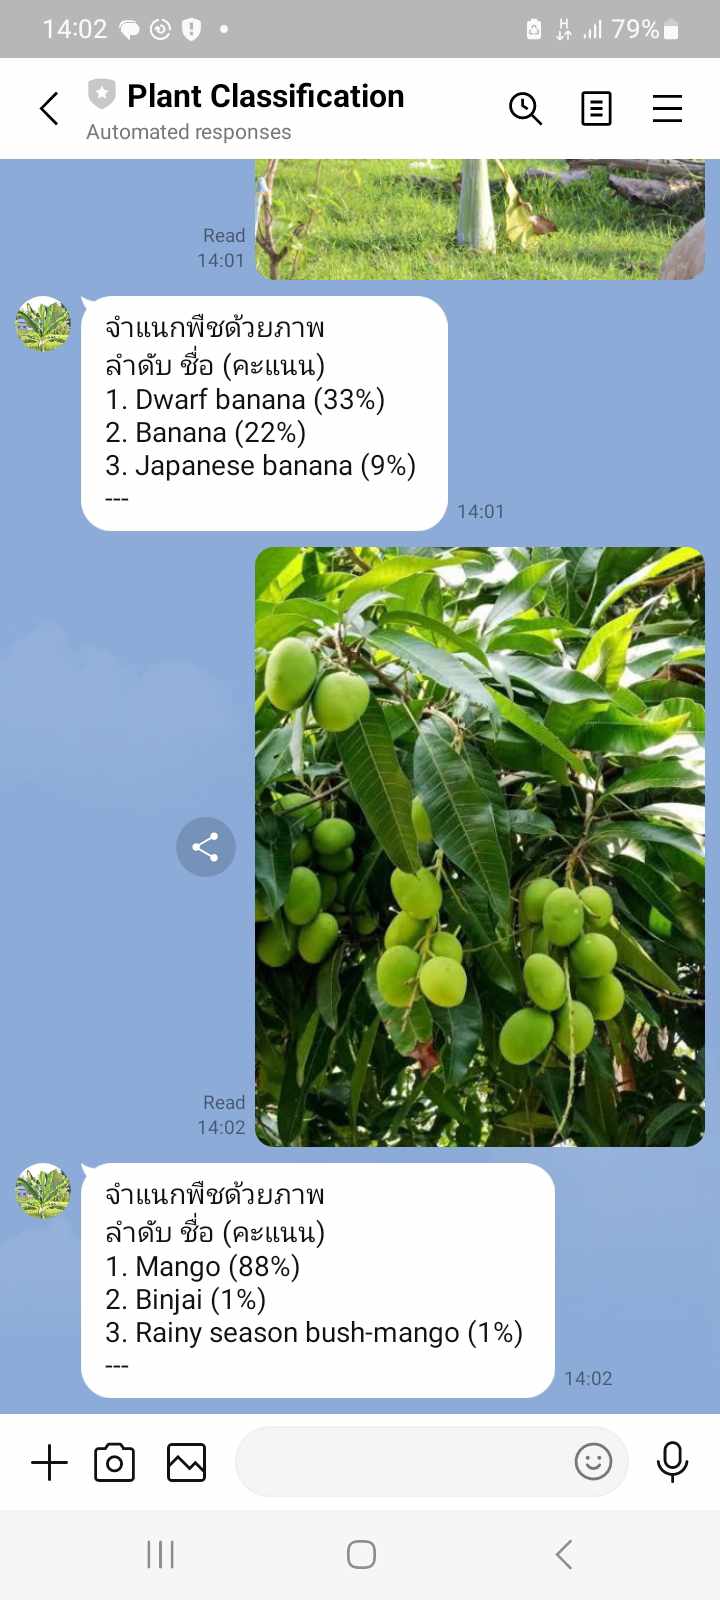 14:02
79%
Plant Classification
Automated responses
Read
14:01
จำแนกพืชด้วยภาพ
ลำดับ ชื่อ (คะแนน)
1. Dwarf banana (33%)
2. Banana (22%)
3. Japanese banana (9%)
---
14:01
Read
14:02
จำแนกพืชด้วยภาพ
ลำดับ ชื่อ (คะแนน)
1. Mango (88%)
2. Binjai (1%)
3. Rainy season bush-mango (1%)
---
14:02